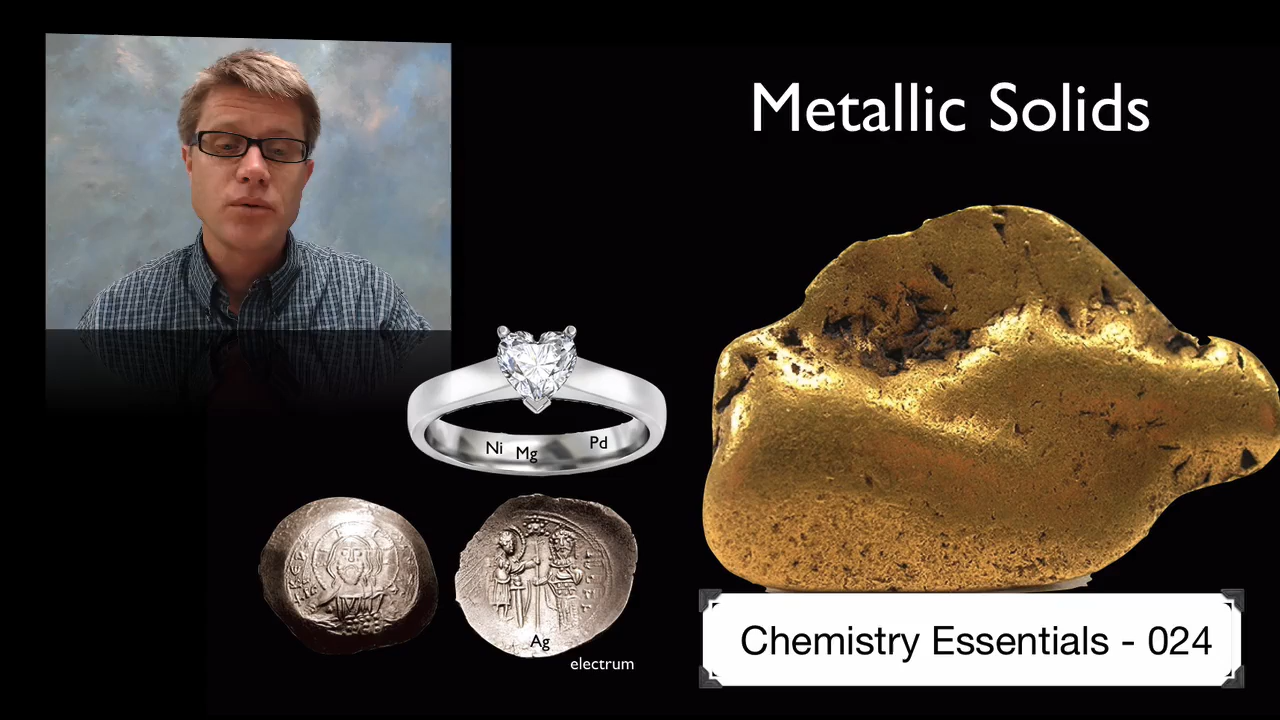 Metallic Solids
Ni Mg Pd
Ag
electrum
Chemistry Essentials - 024